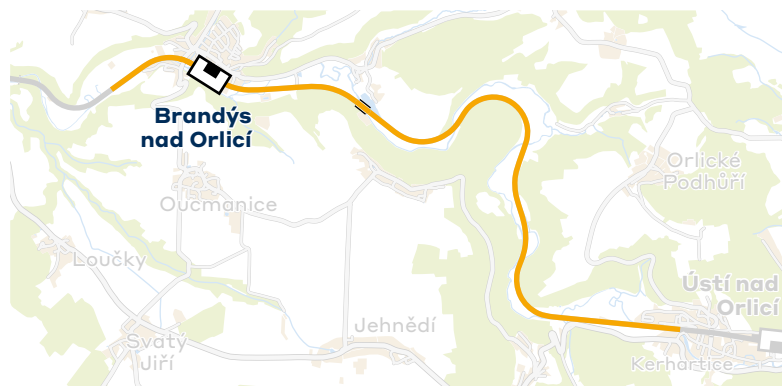 Brandýs
nad Orlicí
Orlické
Podhůří
Oucmanice
Loučky
Ústí nad
Orlicí
Jehnědí
Svatý
Jiří
Kerhartice